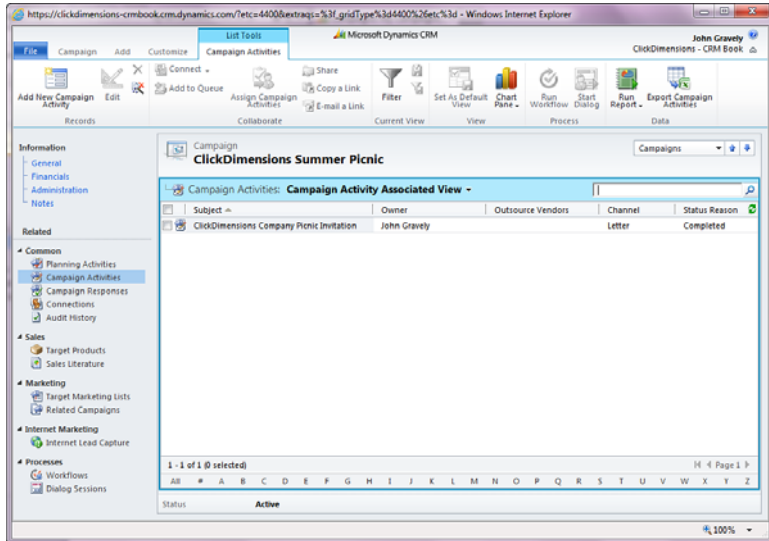 https://clickdimensions-crmbook.crm.dynamics.com/?etc=4400&extraqs=%3f_gridType%3d4400%26etc%3d - Windows Internet Explorer
List Tools
Microsoft Dynamics CRM
John Gravely
ClickDimensions - CRM Book
File Campaign Add Customize Campaign Activities
Add New Campaign Activity
Edit
Records
Connect
Add to Queue
Assign Campaign Activities
Share
Copy a Link
E-mail a Link
Collaborate
Filter
Current View
Set As Default View
Chart Pane
View
Run Workflow
Start Dialog
Process
Run Report
Export Campaign Activities
Data
Information
General
Financials
Administration
Notes
Related
Common
Planning Activities
Campaign Activities
Campaign Responses
Connections
Audit History
Sales
Target Products
Sales Literature
Marketing
Target Marketing Lists
Related Campaigns
Internet Marketing
Internet Lead Capture
Processes
Workflows
Dialog Sessions
Campaign
ClickDimensions Summer Picnic
Campaigns
Campaign Activities: Campaign Activity Associated View
Subject Owner Outsource Vendors Channel Status Reason
ClickDimensions Company Picnic Invitation John Gravely Letter Completed
1 - 1 of 1 (0 selected) Page 1
All # A B C D E F G H I J K L M N O P Q R S T U V W X Y Z
Status Active
100%